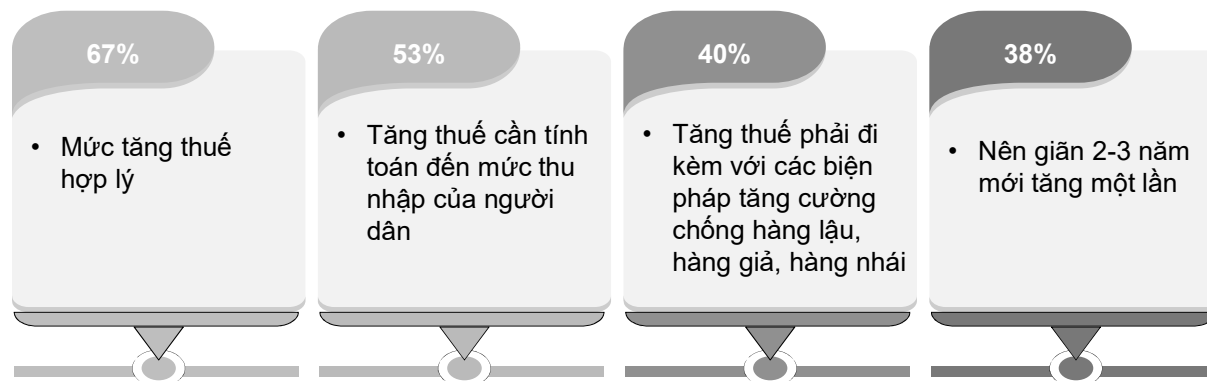 67%
• Mức tăng thuế
hợp lý
53%
• Tăng thuế cần tính
toán đến mức thu
nhập của người
dân
40%
• Tăng thuế phải đi
kèm với các biện
pháp tăng cường
chống hàng lậu,
hàng giả, hàng nhái
38%
• Nên giãn 2-3 năm
mới tăng một lần